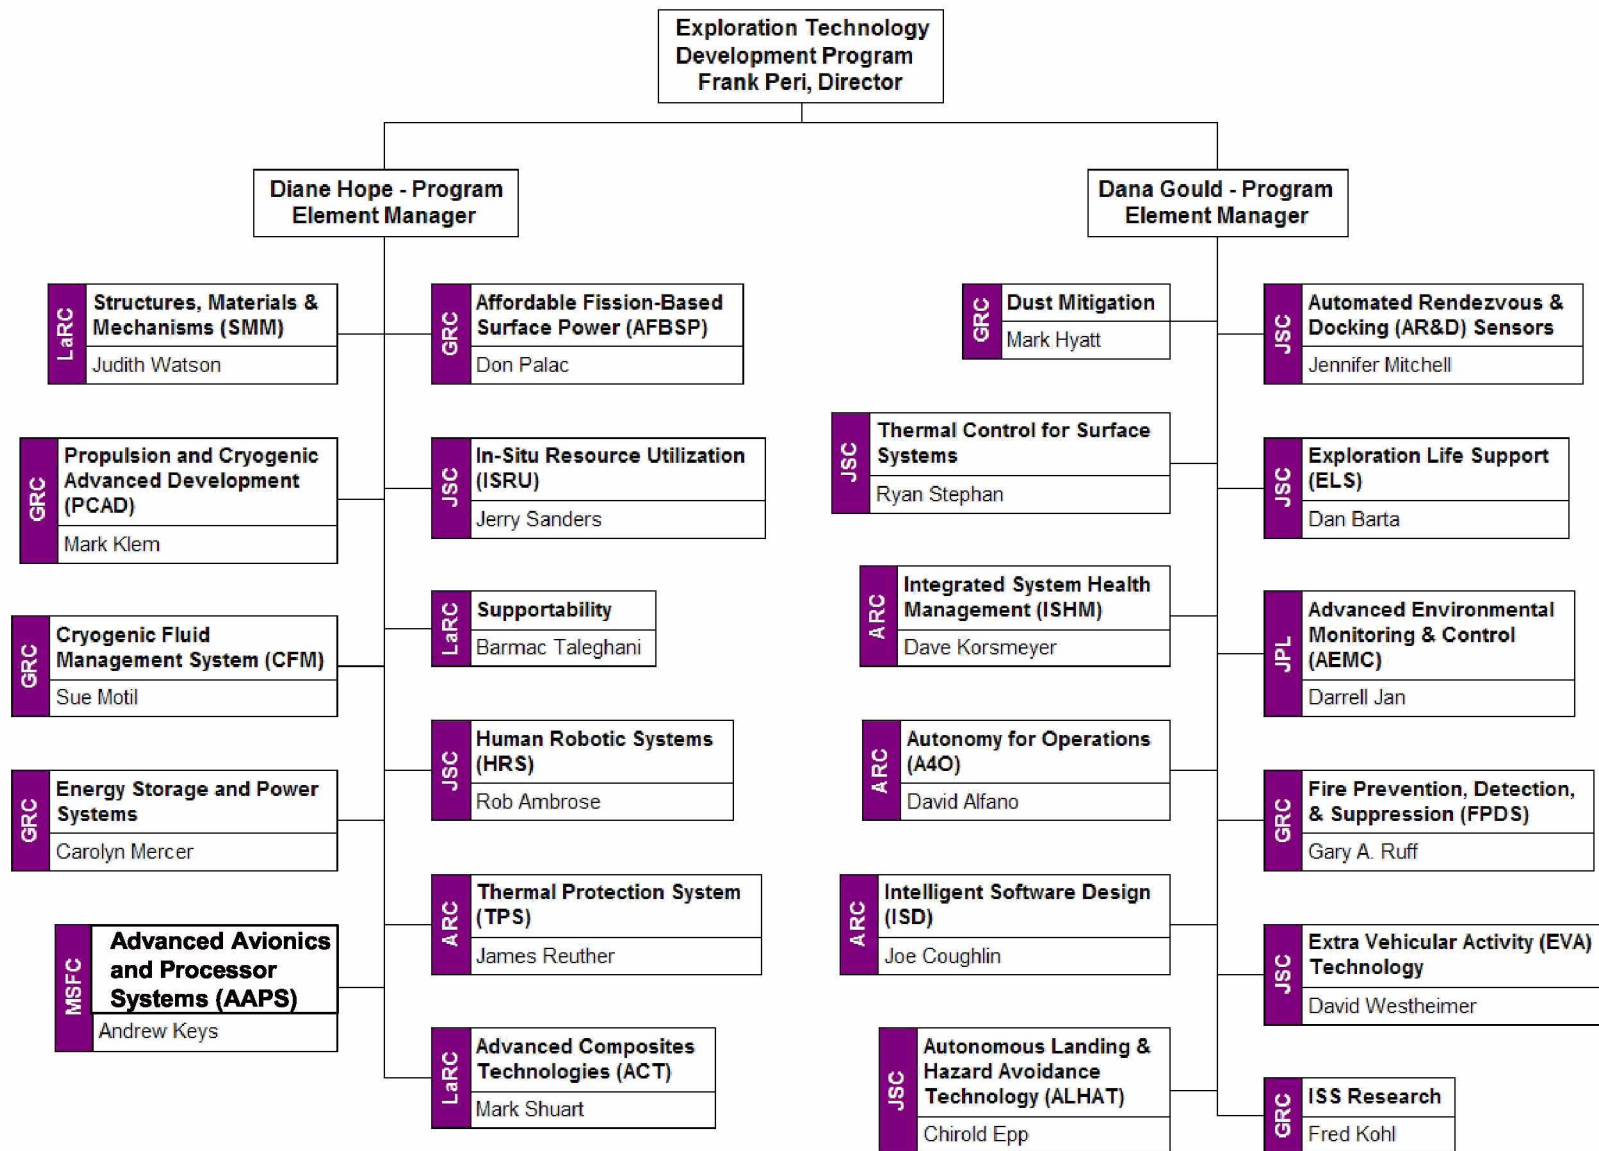 Exploration Technology
Development Program
Frank Peri, Director
Diane Hope - Program
Element Manager
Dana Gould - Program
Element Manager
LaRC
Structures, Materials &
Mechanisms (SMM)
Judith Watson
GRC
Propulsion and Cryogenic
Advanced Development
(PCAD)
Mark Klem
GRC
Cryogenic Fluid
Management System (CFM)
Sue Motil
GRC
Energy Storage and Power
Systems
Carolyn Mercer
MSFC
Advanced Avionics
and Processor
Systems (AAPS)
Andrew Keys
GRC
Affordable Fission-Based
Surface Power (AFBSP)
Don Palac
JSC
In-Situ Resource Utilization
(ISRU)
Jerry Sanders
LaRC
Supportability
Barmac Taleghani
JSC
Human Robotic Systems
(HRS)
Rob Ambrose
ARC
Thermal Protection System
(TPS)
James Reuther
LaRC
Advanced Composites
Technologies (ACT)
Mark Shuart
GRC
Dust Mitigation
Mark Hyatt
JSC
Thermal Control for Surface
Systems
Ryan Stephan
ARC
Integrated System Health
Management (ISHM)
Dave Korsmeyer
ARC
Autonomy for Operations
(A4O)
David Alfano
ARC
Intelligent Software Design
(ISD)
Joe Coughlin
JSC
Autonomous Landing &
Hazard Avoidance
Technology (ALHAT)
Chirold Epp
JSC
Automated Rendezvous &
Docking (AR&D) Sensors
Jennifer Mitchell
JSC
Exploration Life Support
(ELS)
Dan Barta
JPL
Advanced Environmental
Monitoring & Control
(AEMC)
Darrell Jan
GRC
Fire Prevention, Detection,
& Suppression (FPDS)
Gary A. Ruff
JSC
Extra Vehicular Activity (EVA)
Technology
David Westheimer
GRC
ISS Research
Fred Kohl